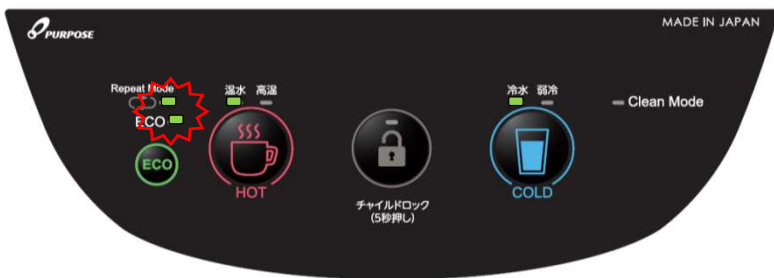 PURPOSE
MADE IN JAPAN
Repeat Mode
温水 高温
冷水 弱冷
Clean Mode
ECO
ECO
HOT
COLD
チャイルドロック
(5秒押し)